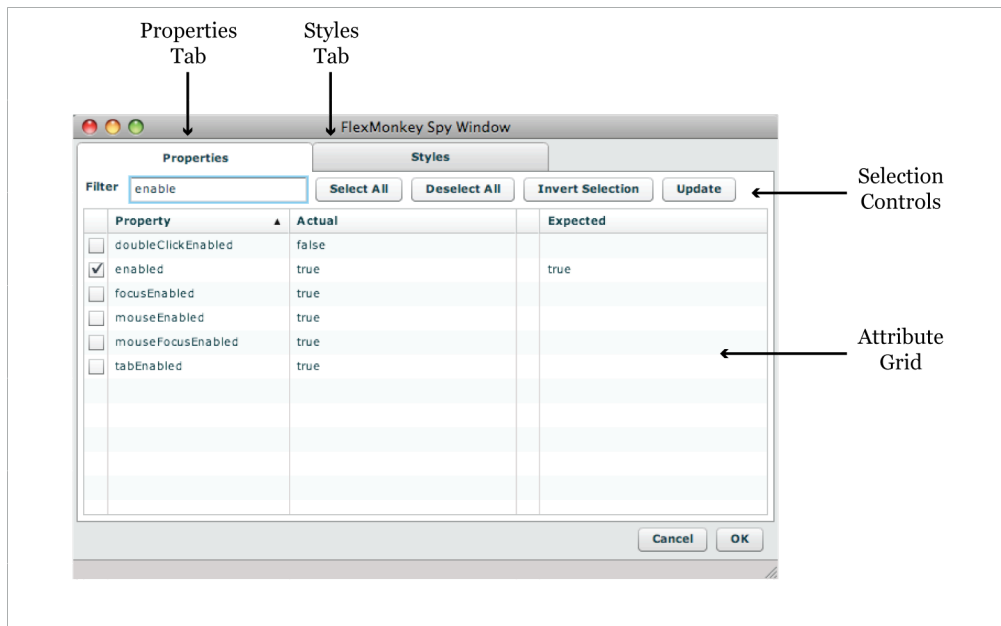 Properties
Tab
Styles
Tab
FlexMonkey Spy Window
Properties
Styles
Filter enable Select All Deselect All Invert Selection Update
Selection
Controls
Property Actual Expected
doubleClickEnabled false
enabled true true
focusEnabled true
mouseEnabled true
mouseFocusEnabled true
tabEnabled true
Attribute
Grid
Cancel OK